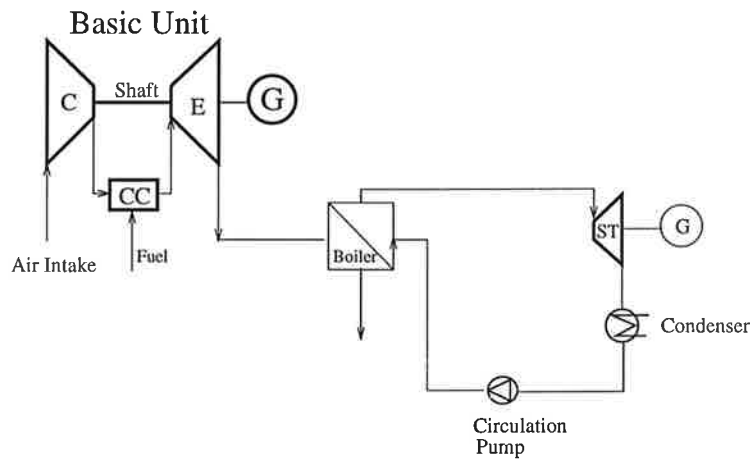 Basic Unit
C
Shaft
E
G
CC
Air Intake
Fuel
Boiler
ST
G
Condenser
Circulation
Pump